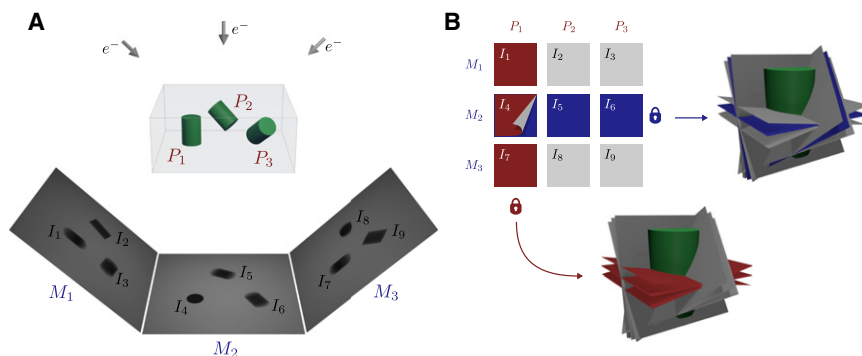 A
e⁻
e⁻
e⁻
P₂
P₁
P₃
I₁
I₂
I₃
M₁
I₄
I₅
I₆
M₂
I₈
I₉
I₇
M₃
B
P₁ P₂ P₃
M₁ I₁ I₂ I₃
M₂ I₄ I₅ I₆
M₃ I₇ I₈ I₉